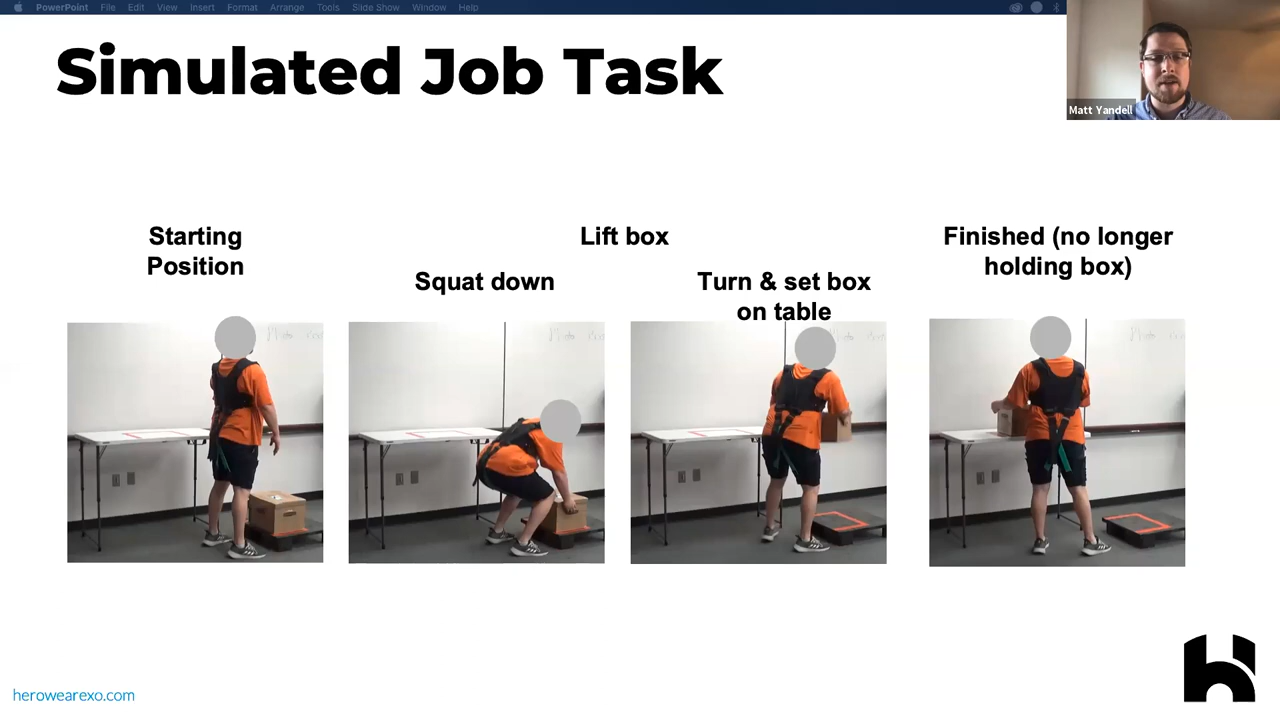 PowerPoint File Edit View Insert Format Arrange Tools Slide Show Window Help
Simulated Job Task
Matt Yandell
Starting
Position
Lift box
Squat down
Turn & set box
on table
Finished (no longer
holding box)
herowearexo.com